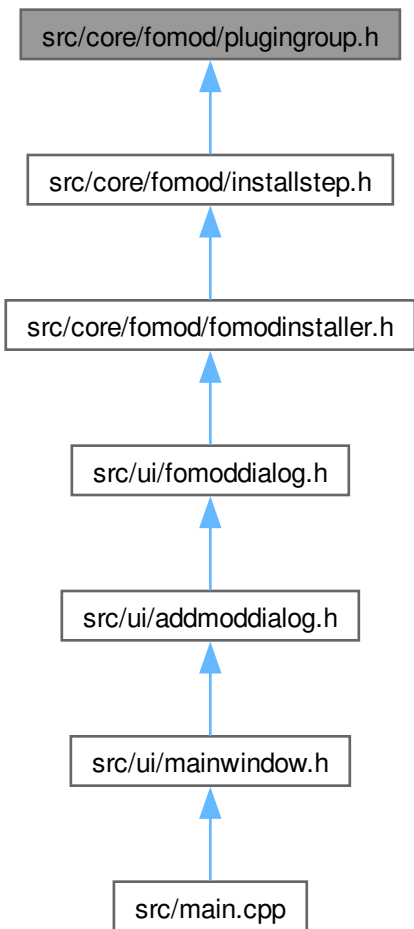 src/core/fomod/plugingroup.h
src/core/fomod/installstep.h
src/core/fomod/fomodinstaller.h
src/ui/fomoddialog.h
src/ui/addmoddialog.h
src/ui/mainwindow.h
src/main.cpp